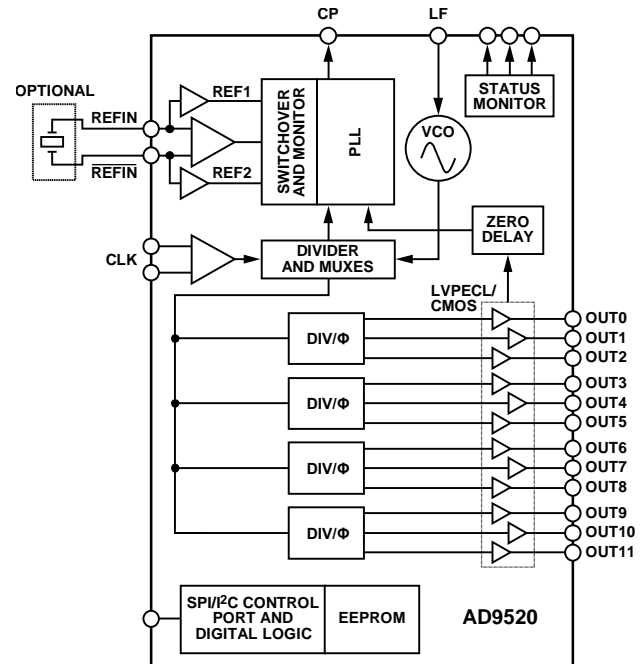 CP
LF
OPTIONAL
REFIN
REFIN
REF1
REF2
SWITCHOVER
AND MONITOR
PLL
VCO
STATUS
MONITOR
ZERO
DELAY
CLK
DIVIDER
AND MUXES
LVPECL/
CMOS
DIV/Φ
OUT0
OUT1
OUT2
DIV/Φ
OUT3
OUT4
OUT5
DIV/Φ
OUT6
OUT7
OUT8
DIV/Φ
OUT9
OUT10
OUT11
SPI/I²C CONTROL
PORT AND
DIGITAL LOGIC
EEPROM
AD9520